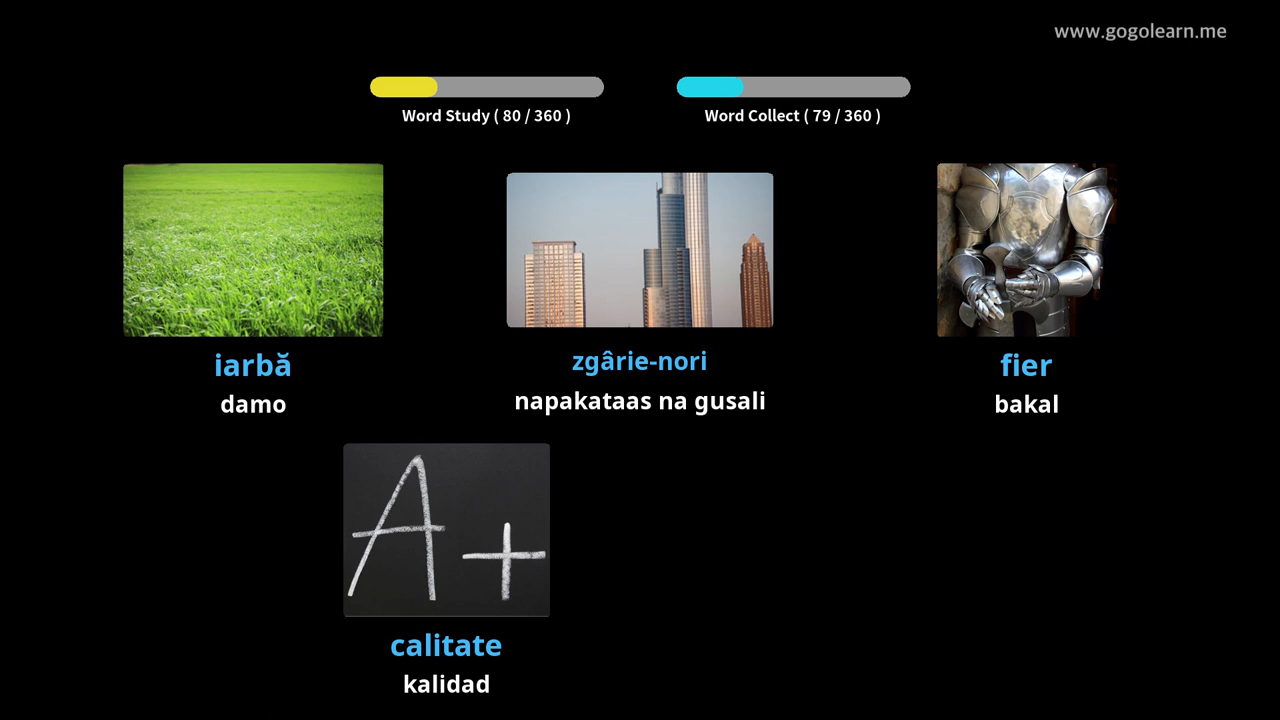 www.gogolearn.me
Word Study ( 80 / 360 )
Word Collect ( 79 / 360 )
iarbă
damo
zgârie-nori
napakataas na gusali
fier
bakal
A+
calitate
kalidad